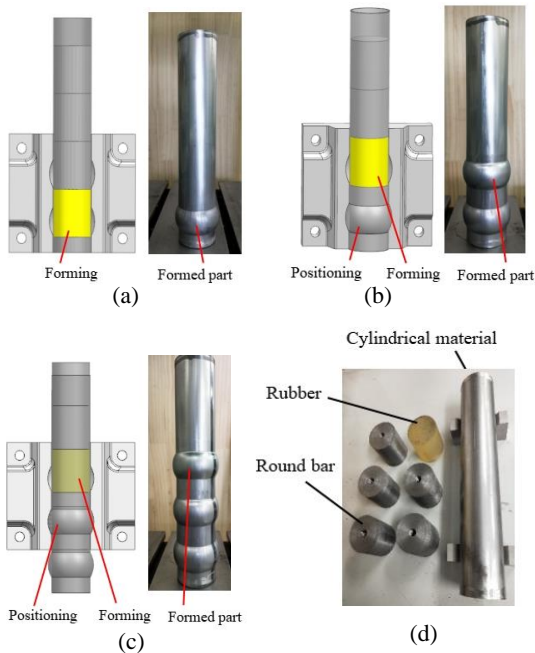 Forming
Formed part
(a)
Positioning
Forming
Formed part
(b)
Positioning
Forming
Formed part
(c)
Cylindrical material
Rubber
Round bar
(d)